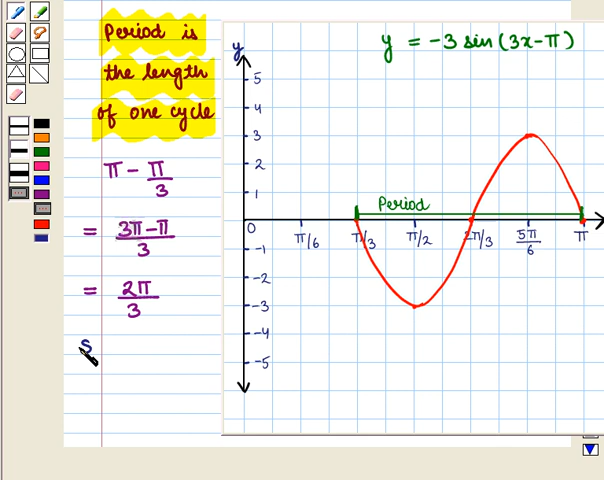 Period is
the length
of one cycle
π - π/3
= 3π-π/3
= 2π/3
S
y = -3 sin(3x-π)
y
5
4
3
2
1
Period
0 π/6 π/3 π/2 2π/3 5π/6 π
-1
-2
-3
-4
-5